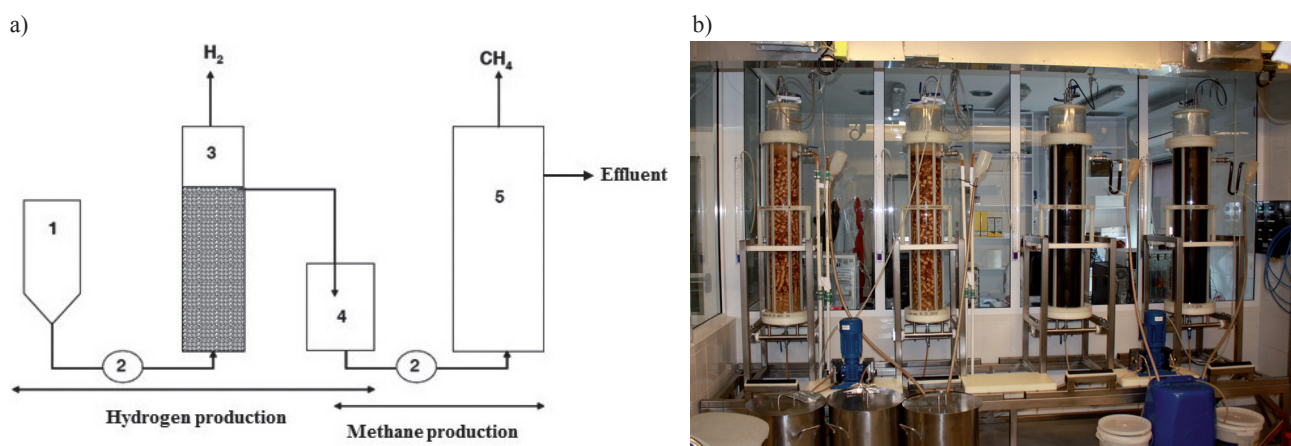 a)
b)
H₂
CH₄
3
5
Effluent
1
4
2
2
Hydrogen production
Methane production